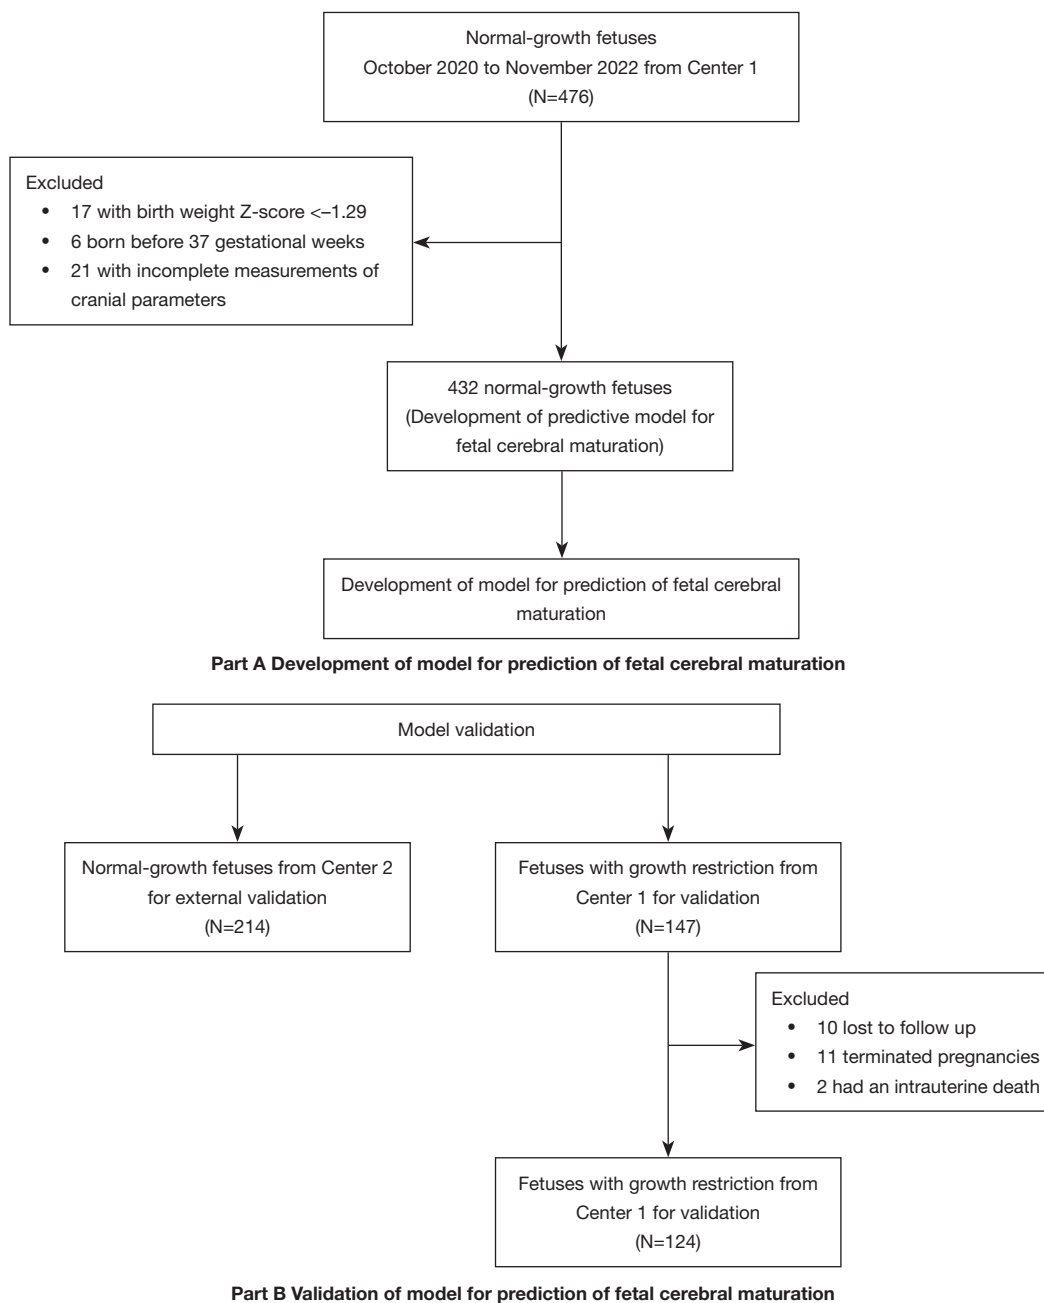 Normal-growth fetuses
October 2020 to November 2022 from Center 1
(N=476)
Excluded
• 17 with birth weight Z-score <–1.29
• 6 born before 37 gestational weeks
• 21 with incomplete measurements of
cranial parameters
432 normal-growth fetuses
(Development of predictive model for
fetal cerebral maturation)
Development of model for prediction of fetal cerebral
maturation
Part A Development of model for prediction of fetal cerebral maturation
Model validation
Normal-growth fetuses from Center 2
for external validation
(N=214)
Fetuses with growth restriction from
Center 1 for validation
(N=147)
Excluded
• 10 lost to follow up
• 11 terminated pregnancies
• 2 had an intrauterine death
Fetuses with growth restriction from
Center 1 for validation
(N=124)
Part B Validation of model for prediction of fetal cerebral maturation